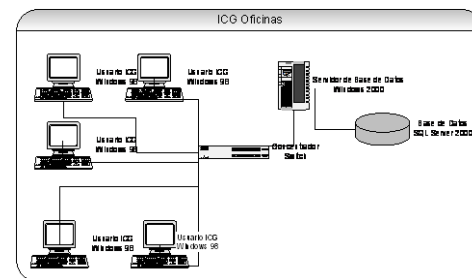 ICG Oficinas
Usuario ICG
Windows 98
Usuario ICG
Windows 98
Servidor de Base de Datos
Windows 2000
Base de Datos
SQL Server 2000
Usuario ICG
Windows 98
Concentrador
Switch
Usuario ICG
Windows 98
Usuario ICG
Windows 98